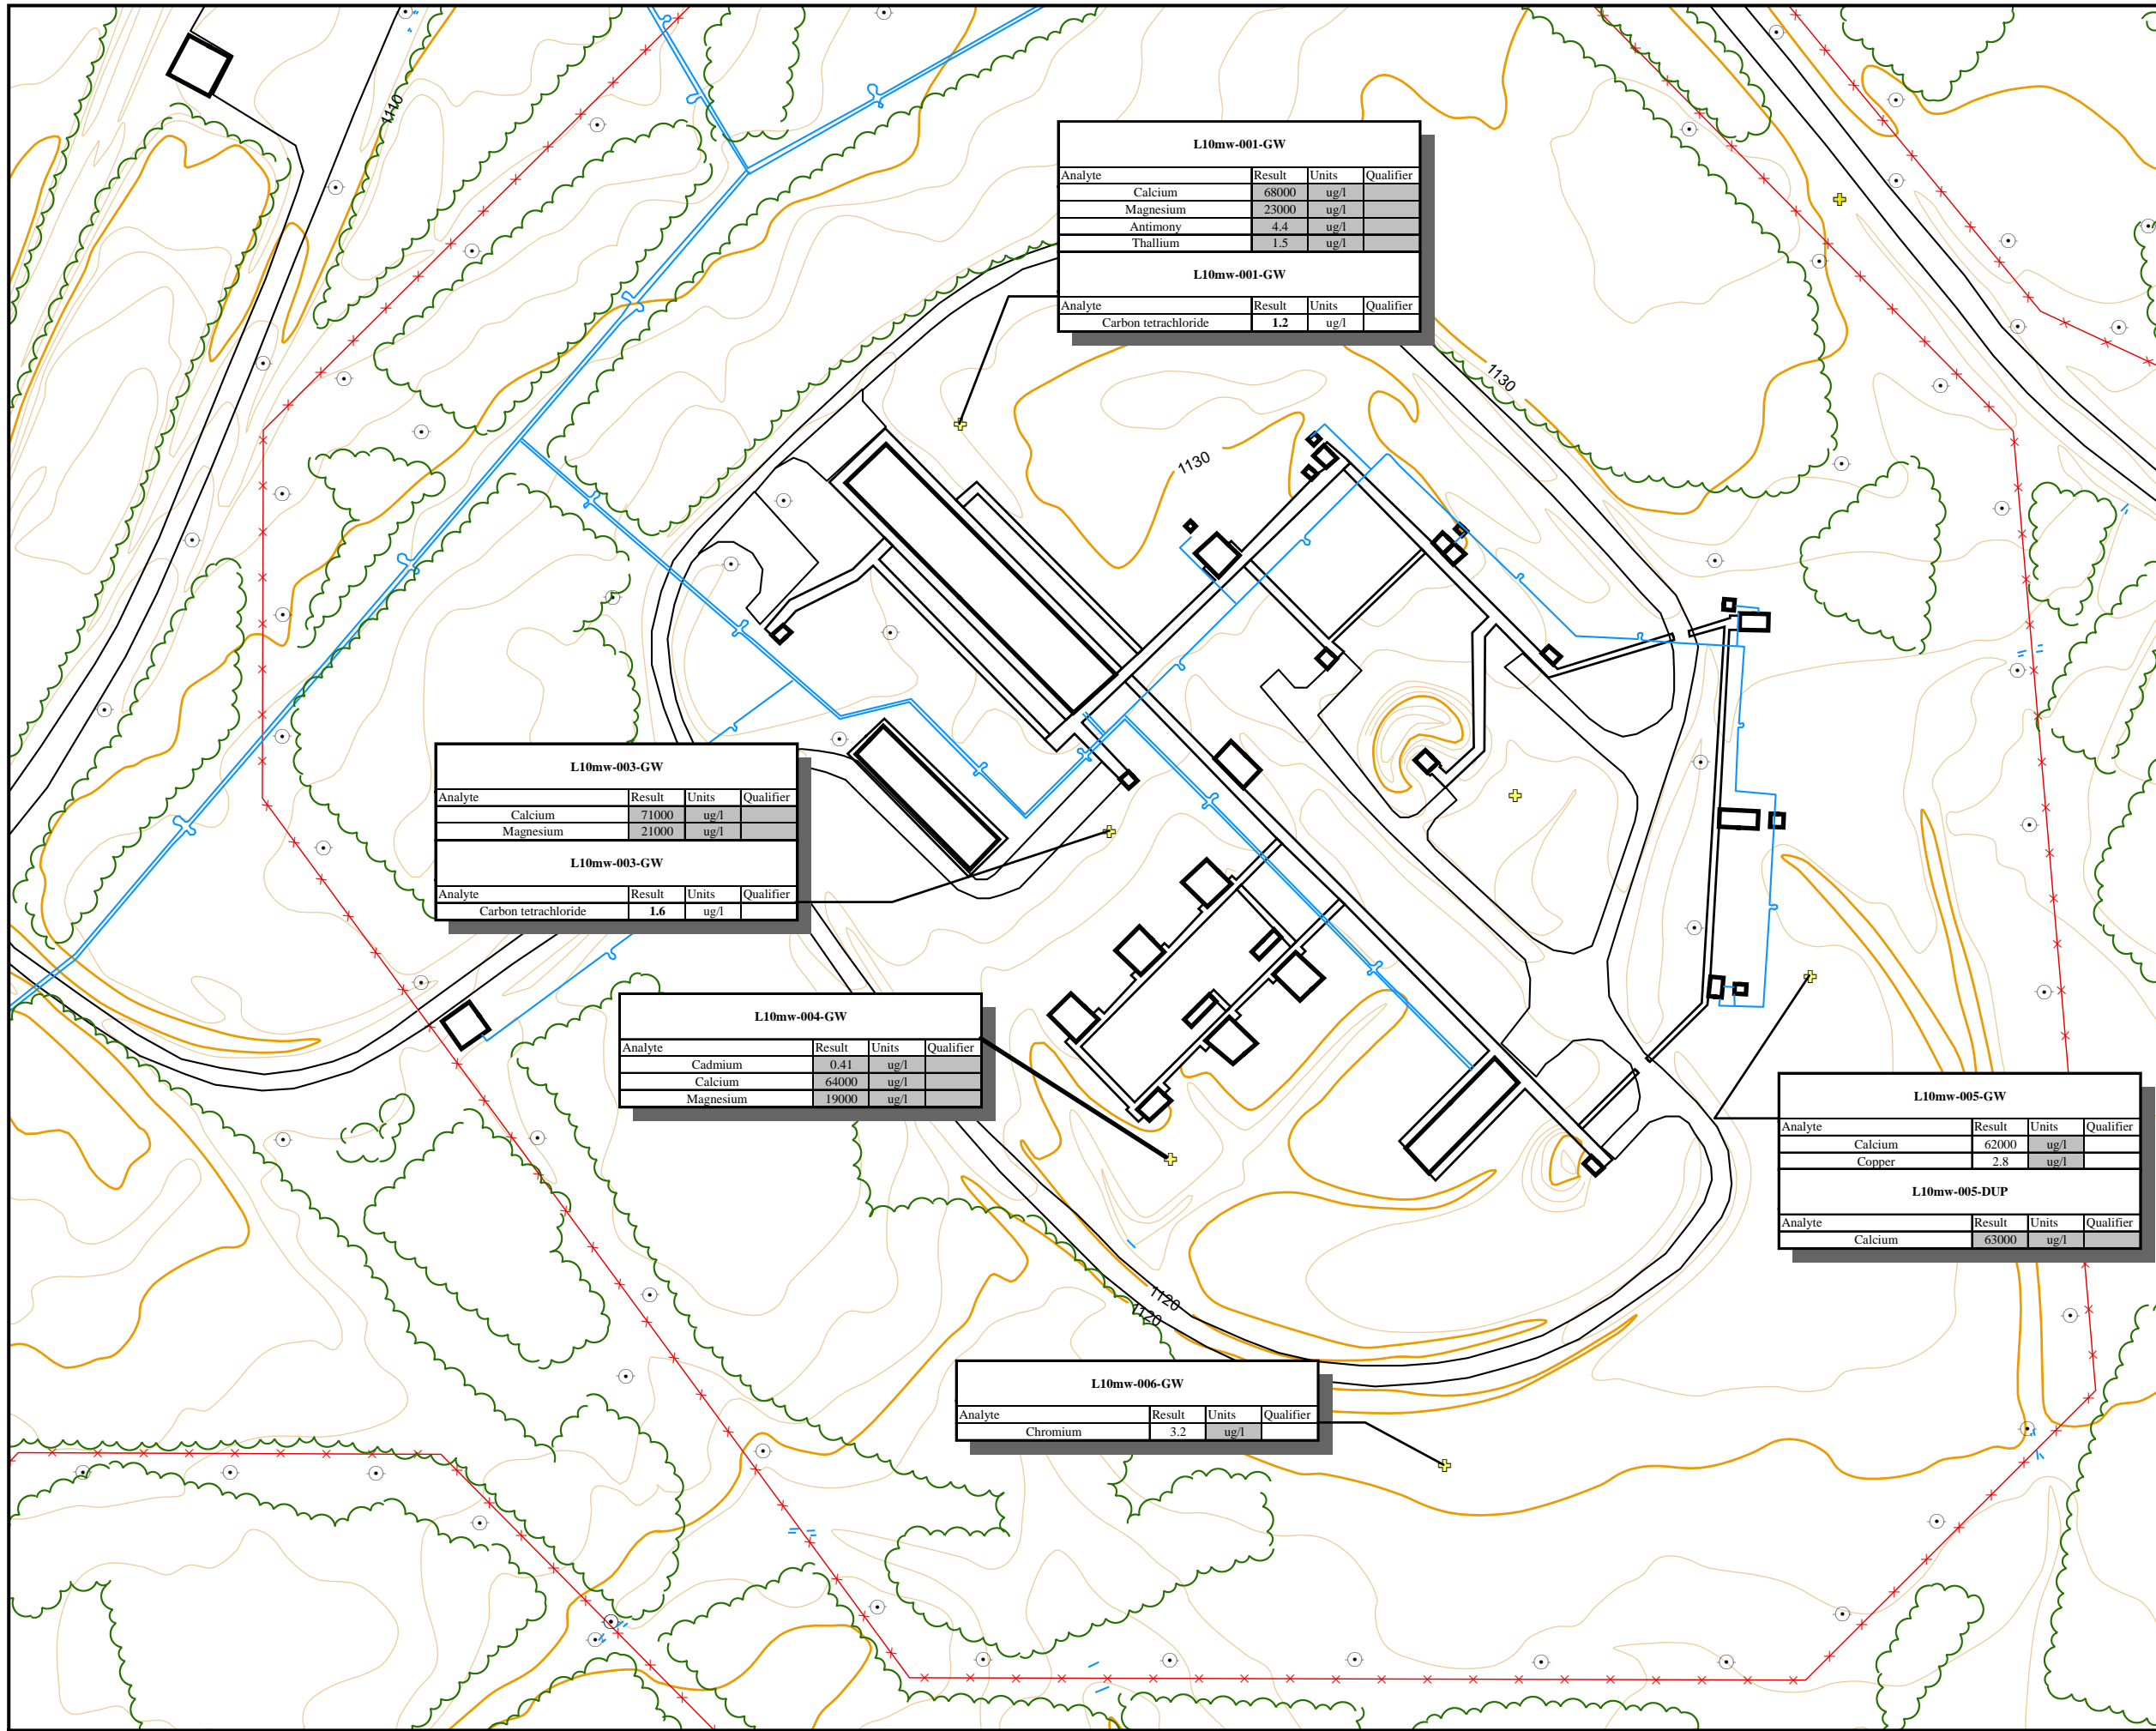 1110
L10mw-001-GW
Analyte Result Units Qualifier
Calcium 68000 ug/l
Magnesium 23000 ug/l
Antimony 4.4 ug/l
Thallium 1.5 ug/l
L10mw-001-GW
Analyte Result Units Qualifier
Carbon tetrachloride 1.2 ug/l
1130
1130
L10mw-003-GW
Analyte Result Units Qualifier
Calcium 71000 ug/l
Magnesium 21000 ug/l
L10mw-003-GW
Analyte Result Units Qualifier
Carbon tetrachloride 1.6 ug/l
L10mw-004-GW
Analyte Result Units Qualifier
Cadmium 0.41 ug/l
Calcium 64000 ug/l
Magnesium 19000 ug/l
L10mw-005-GW
Analyte Result Units Qualifier
Calcium 62000 ug/l
Copper 2.8 ug/l
L10mw-005-DUP
Analyte Result Units Qualifier
Calcium 63000 ug/l
1120
1120
L10mw-006-GW
Analyte Result Units Qualifier
Chromium 3.2 ug/l